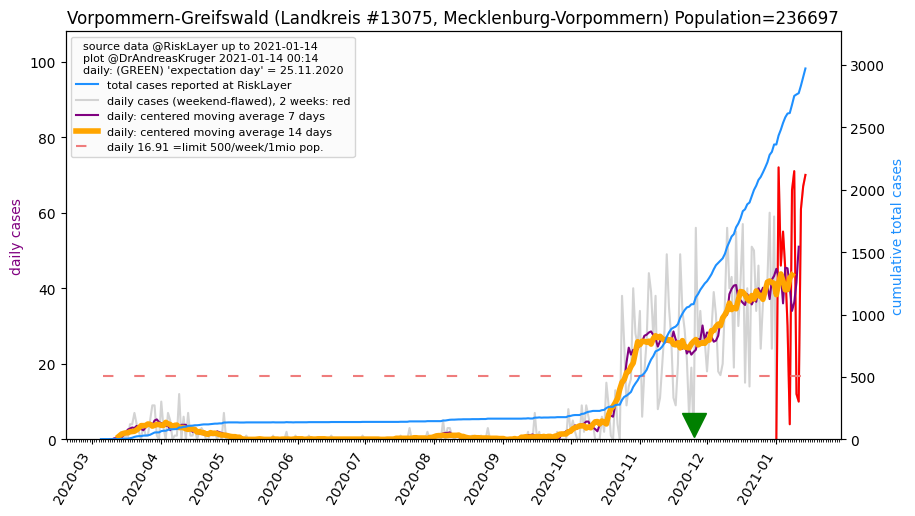 Vorpommern-Greifswald (Landkreis #13075, Mecklenburg-Vorpommern) Population=236697
source data @RiskLayer up to 2021-01-14
plot @DrAndreasKruger 2021-01-14 00:14
daily: (GREEN) 'expectation day' = 25.11.2020
total cases reported at RiskLayer
daily cases (weekend-flawed), 2 weeks: red
daily: centered moving average 7 days
daily: centered moving average 14 days
daily 16.91 =limit 500/week/1mio pop.
daily cases
100
80
60
40
20
0
cumulative total cases
3000
2500
2000
1500
1000
500
0
2020-03
2020-04
2020-05
2020-06
2020-07
2020-08
2020-09
2020-10
2020-11
2020-12
2021-01